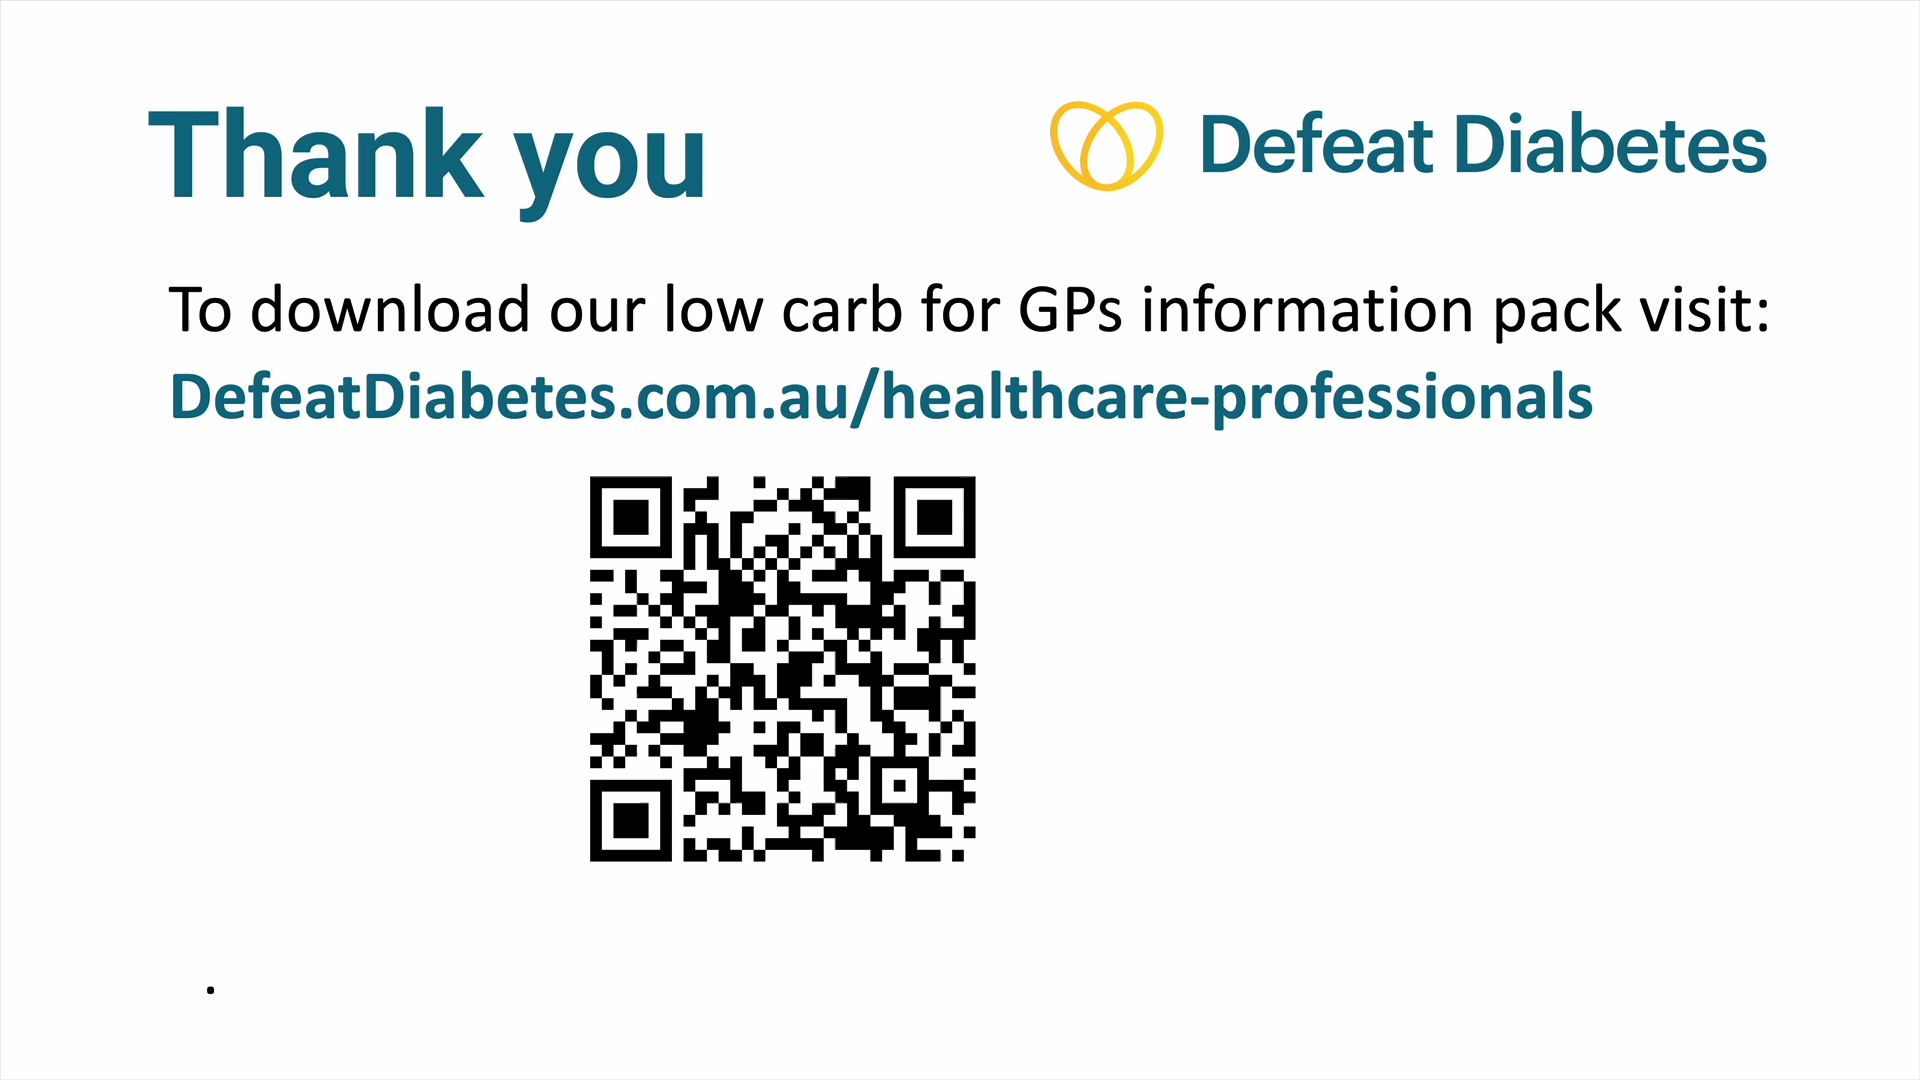 Thank you
Defeat Diabetes
To download our low carb for GPs information pack visit:
DefeatDiabetes.com.au/healthcare-professionals
.